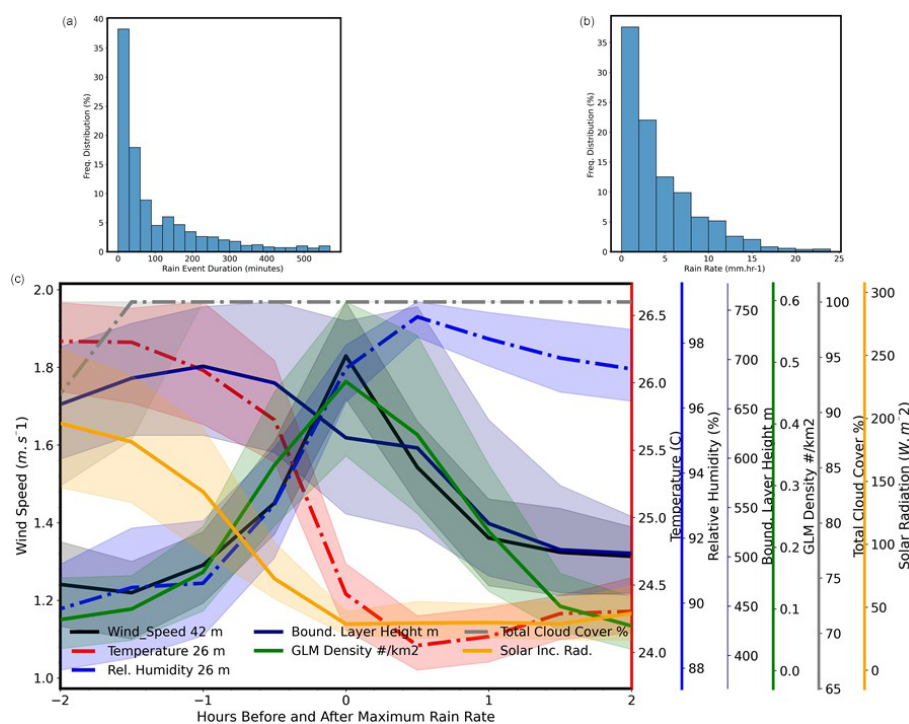 (a)
40
35
30
25
20
15
10
5
0
Freq. Distribution (%)
0 100 200 300 400 500
Rain Event Duration (minutes)
(b)
35
30
25
20
15
10
5
0
Freq. Distribution (%)
0 5 10 15 20 25
Rain Rate (mm.hr-1)
(c)
2.0
1.8
1.6
1.4
1.2
1.0
Wind Speed (m. s⁻1)
Wind_Speed 42 m
Temperature 26 m
Rel. Humidity 26 m
Bound. Layer Height m
GLM Density #/km2
Total Cloud Cover %
Solar Inc. Rad.
−2 −1 0 1 2
Hours Before and After Maximum Rain Rate
26.5
26.0
25.5
25.0
24.5
24.0
Temperature (C)
98
96
94
92
91
89
88
Relative Humidity (%)
750
700
650
600
550
500
450
400
Bound. Layer Height m
0.6
0.5
0.4
0.3
0.2
0.1
0.0
GLM Density #/km2
100
95
90
85
80
75
70
65
Total Cloud Cover %)
300
250
200
150
100
50
0
Solar Radiation (W. m⁻2)